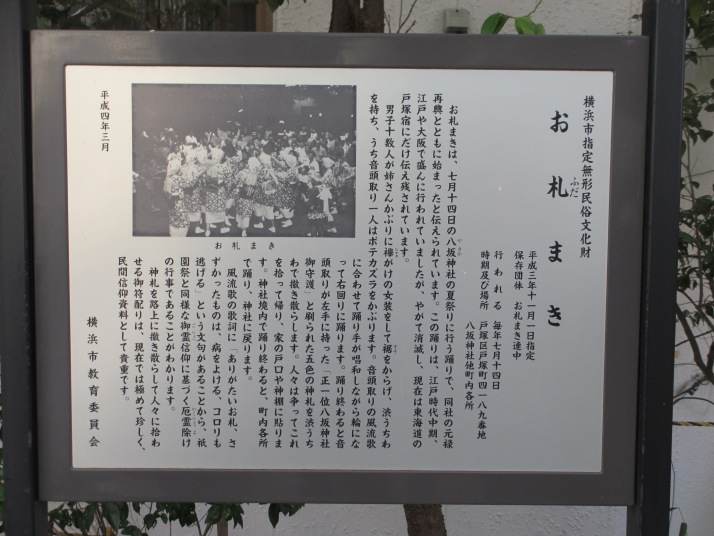 横浜市指定無形民俗文化財
お札まき
ふだ
平成三年十一月一日指定
保存団体　お札まき連中
行われる　毎年七月十四日
時期及び場所　戸塚区戸塚町四一八九番地
八坂神社他町内各所
お札まきは、七月十四日の八坂神社の夏祭りに行う踊りで、同社の元禄
再興とともに始まったと伝えられています。この踊りは、江戸時代中期、
江戸や大阪で盛んに行われていましたが、やがて消滅し、現在は東海道の
戸塚宿にだけ伝え残されています。
男子十数人が姉さんかぶりに襷がけの女装をして裾をからげ、渋うちわ
を持ち、うち音頭取り一人はボテカズラをかぶります。音頭取りの風流歌
に合わせて踊り手が唱和しながら輪にな
って右回りに踊ります。踊り終わると音
頭取りが左手に持った「正一位八坂神社
御守護」と刷られた五色の神札を渋うち
わで撒き散らします。人々は争ってこれ
を拾って帰り、家の戸口や神棚に貼りま
す。神社境内で踊り終わると、町内各所
で踊り、神社に戻ります。
風流歌の歌詞に「ありがたいお札、さ
ずかったものは、病をよける、コロリも
逃げる」という文句があることから、祇
園祭と同様な御霊信仰に基づく厄霊除け
の行事であることがわかります。
神札を路上に撒き散らして人々に拾わ
せる御符配りは、現在では極めて珍しく、
民間信仰資料として貴重です。
横浜市教育委員会
お札まき
平成四年三月